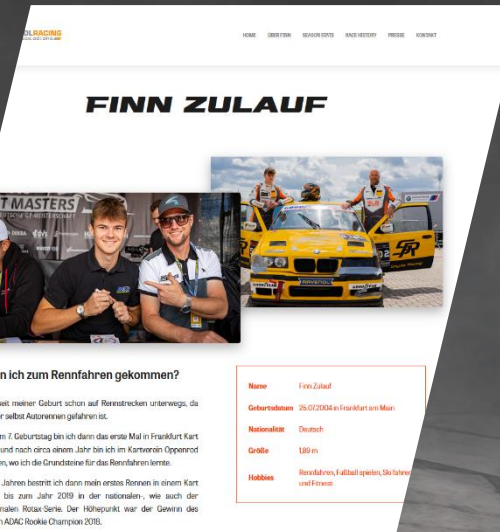 OLRACING
HOME ÜBER FINN SEASON STATS RACE HISTORY PRESSE KONTAKT
FINN ZULAUF
T MASTERS
RAVENOL
n ich zum Rennfahren gekommen?
eit meiner Geburt schon auf Rennstrecken unterwegs, da
er selbst Autorennen gefahren ist.
m 7. Geburtstag bin ich dann das erste Mal in Frankfurt Kart
und nach circa einem Jahr bin ich im Kartverein Oppenrod
en, wo ich die Grundsteine für das Rennfahren lernte.
Jahren bestritt ich dann mein erstes Rennen in einem Kart
bis zum Jahr 2019 in der nationalen-, wie auch der
nalen Rotax-Serie. Der Höhepunkt war der Gewinn des
n ADAC Rookie Champion 2018.
Name Finn Zulauf
Geburtsdatum 25.07.2004 in Frankfurt am Main
Nationalität Deutsch
Größe 1,89 m
Hobbies Rennfahren, Fußball spielen, Ski fahren
und Fitness